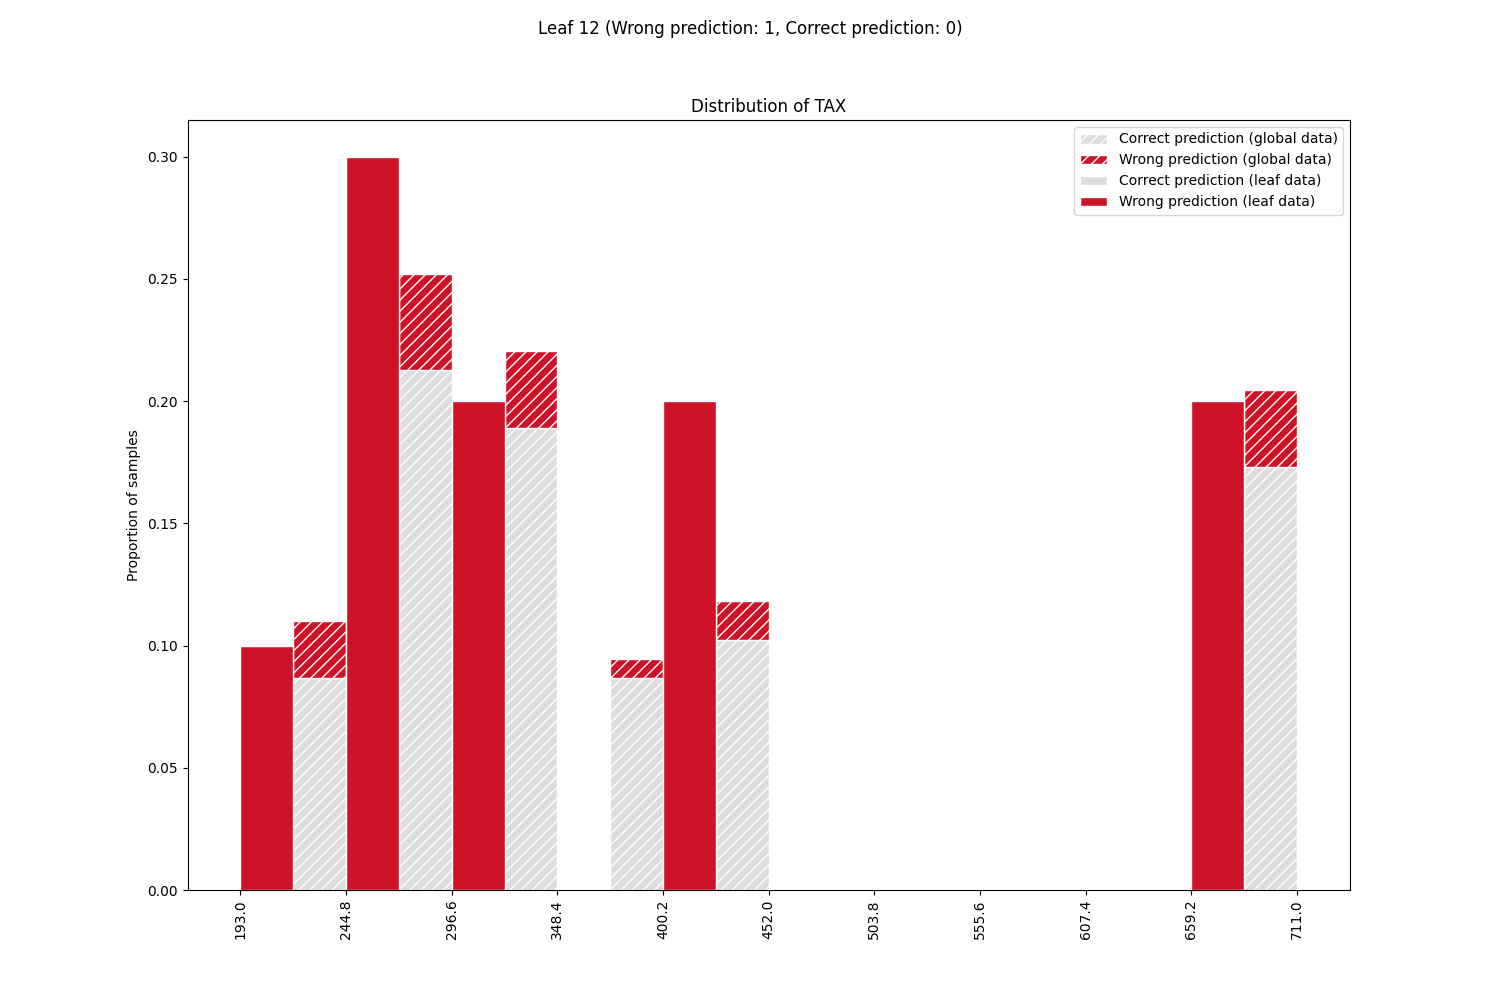 Leaf 12 (Wrong prediction: 1, Correct prediction: 0)
Distribution of TAX
Correct prediction (global data)
Wrong prediction (global data)
Correct prediction (leaf data)
Wrong prediction (leaf data)
Proportion of samples
0.30
0.25
0.20
0.15
0.10
0.05
0.00
193.0
244.8
296.6
348.4
400.2
452.0
503.8
555.6
607.4
659.2
711.0